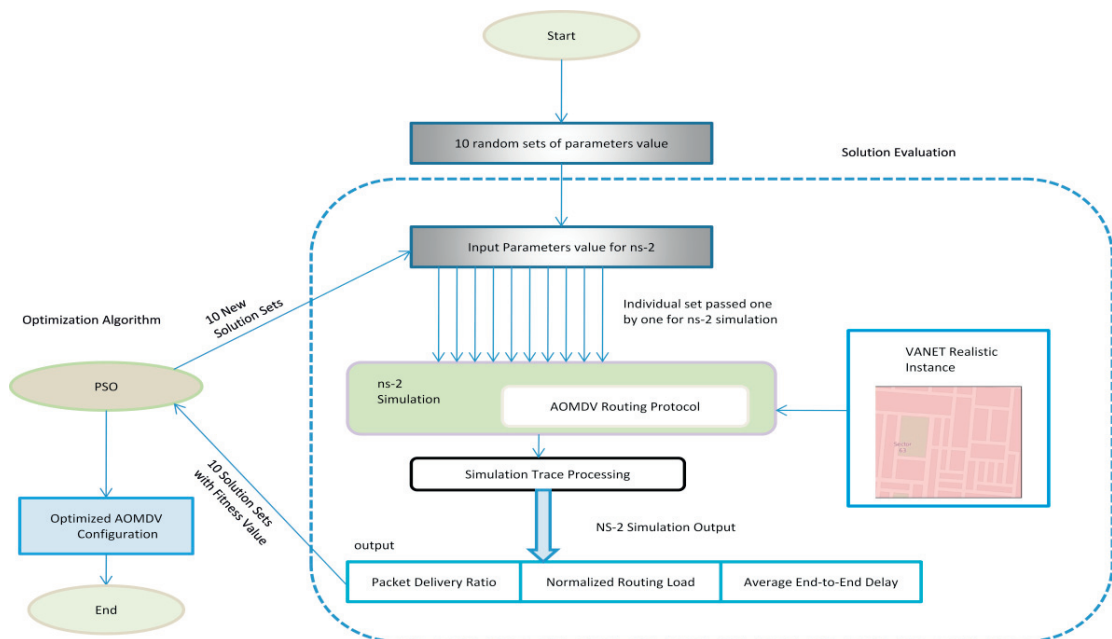 Start
10 random sets of parameters value
Solution Evaluation
Input Parameters value for ns-2
10 New
Solution Sets
Individual set passed one
by one for ns-2 simulation
Optimization Algorithm
VANET Realistic
Instance
PSO
ns-2
Simulation
AOMDV Routing Protocol
Sector
63
10 Solution Sets
with Fitness Value
Simulation Trace Processing
Optimized AOMDV
Configuration
NS-2 Simulation Output
output
Packet Delivery Ratio
Normalized Routing Load
Average End-to-End Delay
End